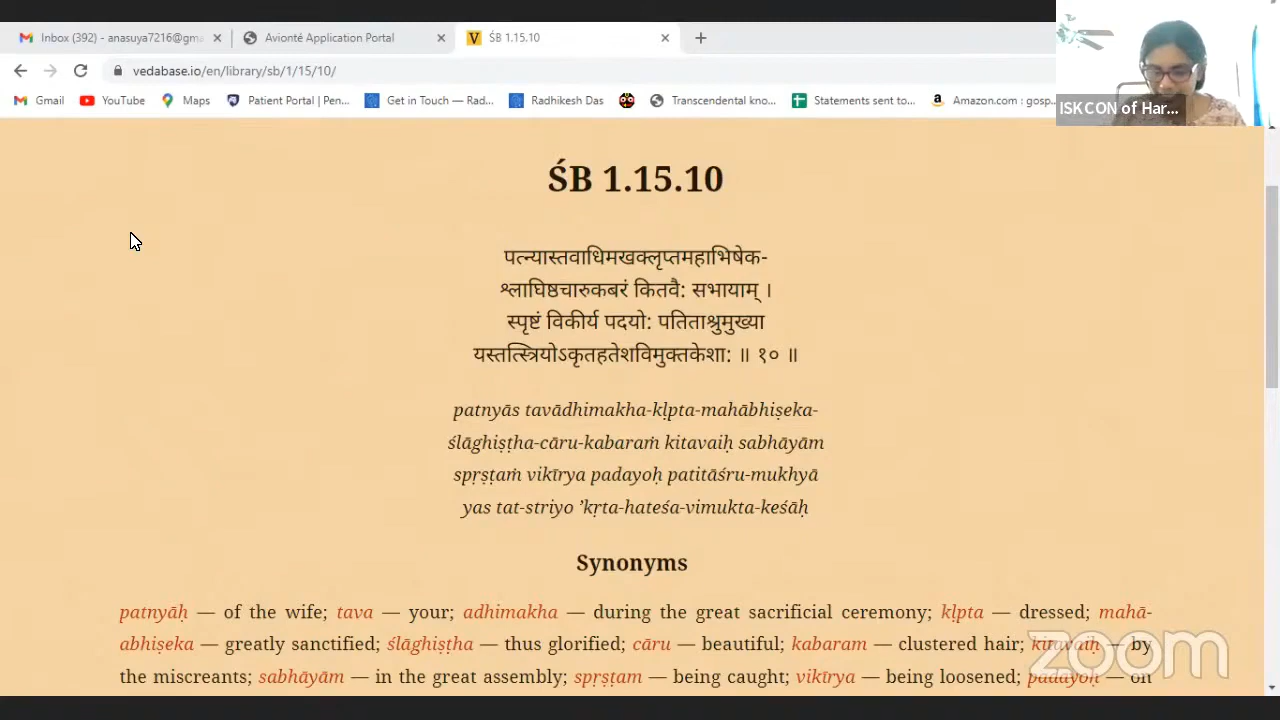 Inbox (392) - anasuya7216@gma
Avionté Application Portal
ŚB 1.15.10
vedabase.io/en/library/sb/1/15/10/
Gmail
YouTube
Maps
Patient Portal | Pen...
Get in Touch — Rad...
Radhikesh Das
Transcendental kno...
Statements sent to...
Amazon.com : gosp...
ISKCON of Har...
ŚB 1.15.10
पत्न्यास्तवाधिमखक्लृप्तमहाभिषेक-
श्लाघिष्ठचारुकबरं कितवै: सभायाम् ।
स्पृष्टं विकीर्य पदयो: पतिताश्रुमुख्या
यस्तत्स्त्रियोऽकृतहतेशविमुक्तकेशा: ॥ १० ॥
patnyās tavādhimakha-kḷpta-mahābhiṣeka-
ślāghiṣṭha-cāru-kabaraṁ kitavaiḥ sabhāyām
spṛṣṭaṁ vikīrya padayoḥ patitāśru-mukhyā
yas tat-striyo ’kṛta-hateśa-vimukta-keśāḥ
Synonyms
patnyāḥ — of the wife; tava — your; adhimakha — during the great sacrificial ceremony; kḷpta — dressed; mahā-
abhiṣeka — greatly sanctified; ślāghiṣṭha — thus glorified; cāru — beautiful; kabaram — clustered hair; kitavaiḥ — by
the miscreants; sabhāyām — in the great assembly; spṛṣṭam — being caught; vikīrya — being loosened; padayoḥ — on
zoom